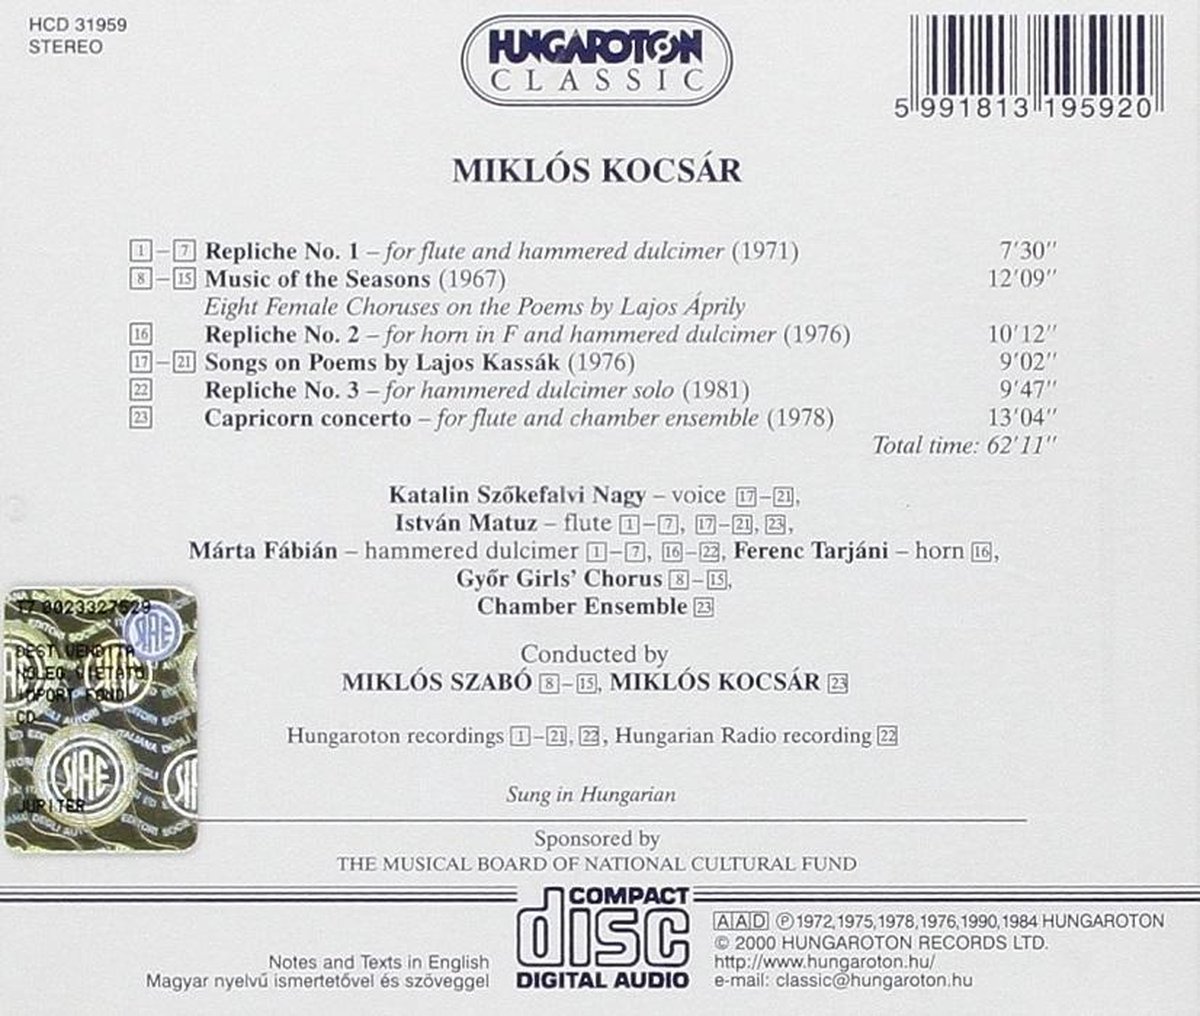 HCD 31959
STEREO
HUNGAROTON
CLASSIC
5 991813 195920
MIKLÓS KOCSÁR
1 – 7 Repliche No. 1 – for flute and hammered dulcimer (1971) 7'30"
8 – 15 Music of the Seasons (1967) 12'09"
Eight Female Choruses on the Poems by Lajos Áprily
16 Repliche No. 2 – for horn in F and hammered dulcimer (1976) 10'12"
17 – 21 Songs on Poems by Lajos Kassák (1976) 9'02"
22 Repliche No. 3 – for hammered dulcimer solo (1981) 9'47"
23 Capricorn concerto – for flute and chamber ensemble (1978) 13'04"
Total time: 62'11"
Katalin Szőkefalvi Nagy – voice 17–21,
István Matuz – flute 1–7, 17–21, 23,
Márta Fábián – hammered dulcimer 1–7, 16–22, Ferenc Tarjáni – horn 16,
Győr Girls' Chorus 8–15,
Chamber Ensemble 23
Conducted by
MIKLÓS SZABÓ 8–15, MIKLÓS KOCSÁR 23
Hungaroton recordings 1–21, 22, Hungarian Radio recording 22
Sung in Hungarian
Sponsored by
THE MUSICAL BOARD OF NATIONAL CULTURAL FUND
T7 0023327529
DEST VENDITA
NOLEG VIETATO
IMPORT FONDI
CD
SIAE
JUPITER
Notes and Texts in English
Magyar nyelvű ismertetővel és szöveggel
COMPACT
disc
DIGITAL AUDIO
AAD ℗ 1972,1975,1978,1976,1990,1984 HUNGAROTON
© 2000 HUNGAROTON RECORDS LTD.
http://www.hungaroton.hu/
e-mail: classic@hungaroton.hu